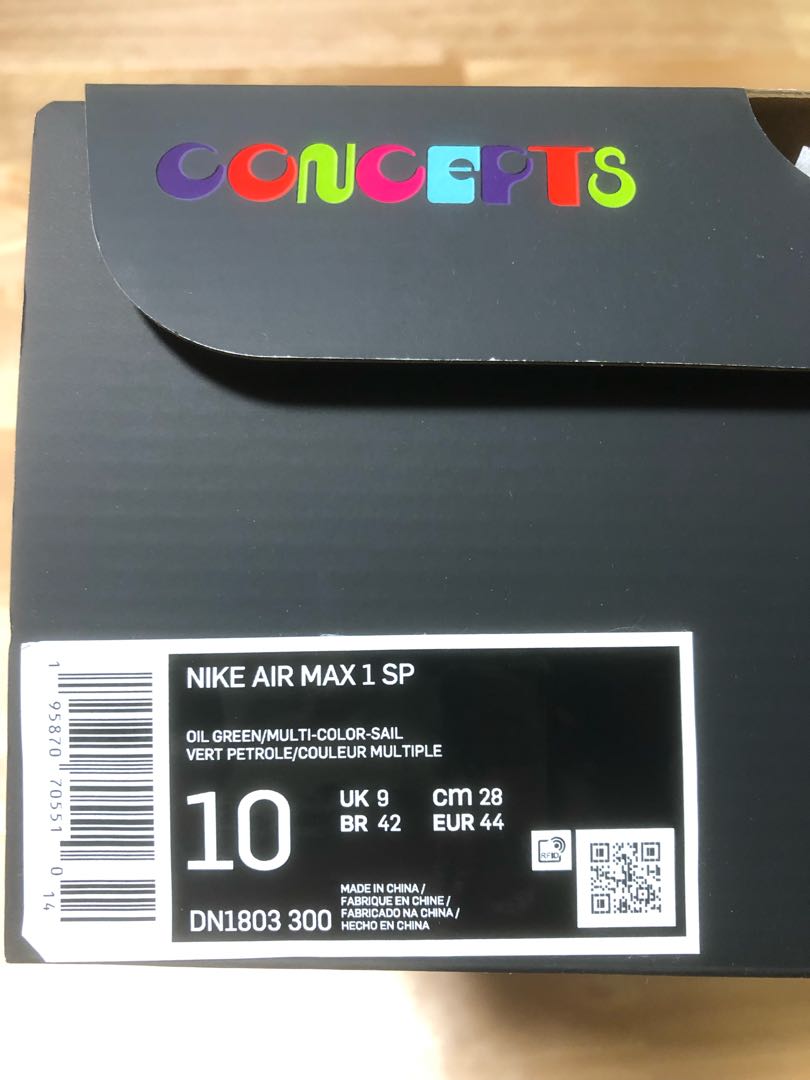 CONCEPTS
NIKE AIR MAX 1 SP
OIL GREEN/MULTI-COLOR-SAIL
VERT PETROLE/COULEUR MULTIPLE
10
UK 9 cm 28
BR 42 EUR 44
RFID
DN1803 300
MADE IN CHINA /
FABRIQUE EN CHINE /
FABRICADO NA CHINA /
HECHO EN CHINA
1 95870 70551 0 14